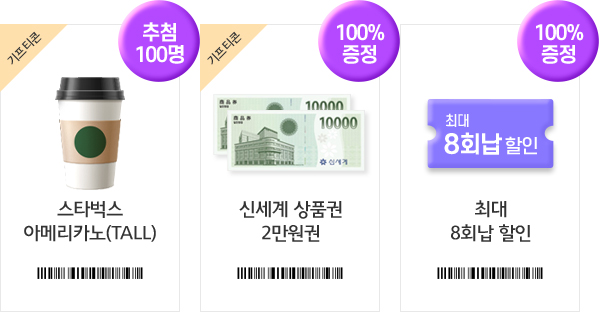 기프티콘
추첨
100명
스타벅스
아메리카노(TALL)
기프티콘
100%
증정
상품권
10000
상품권
10000
신세계
신세계 상품권
2만원권
100%
증정
최대
8회납 할인
최대
8회납 할인